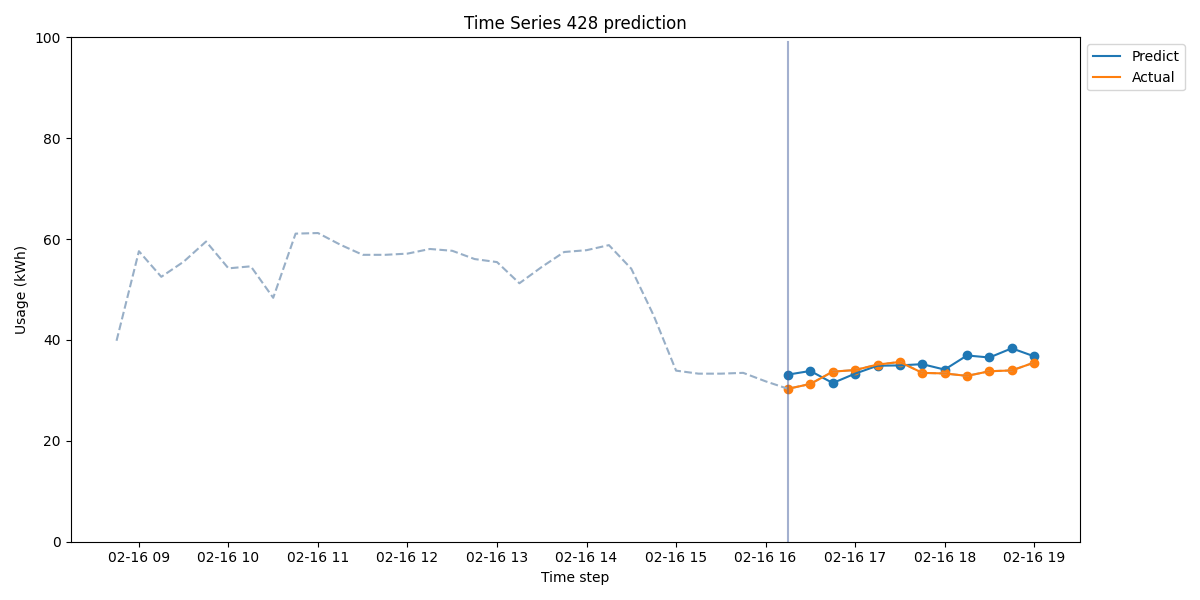 Time Series 428 prediction
100
80
60
40
20
0
Usage (kWh)
02-16 09 02-16 10 02-16 11 02-16 12 02-16 13 02-16 14 02-16 15 02-16 16 02-16 17 02-16 18 02-16 19
Time step
Predict
Actual